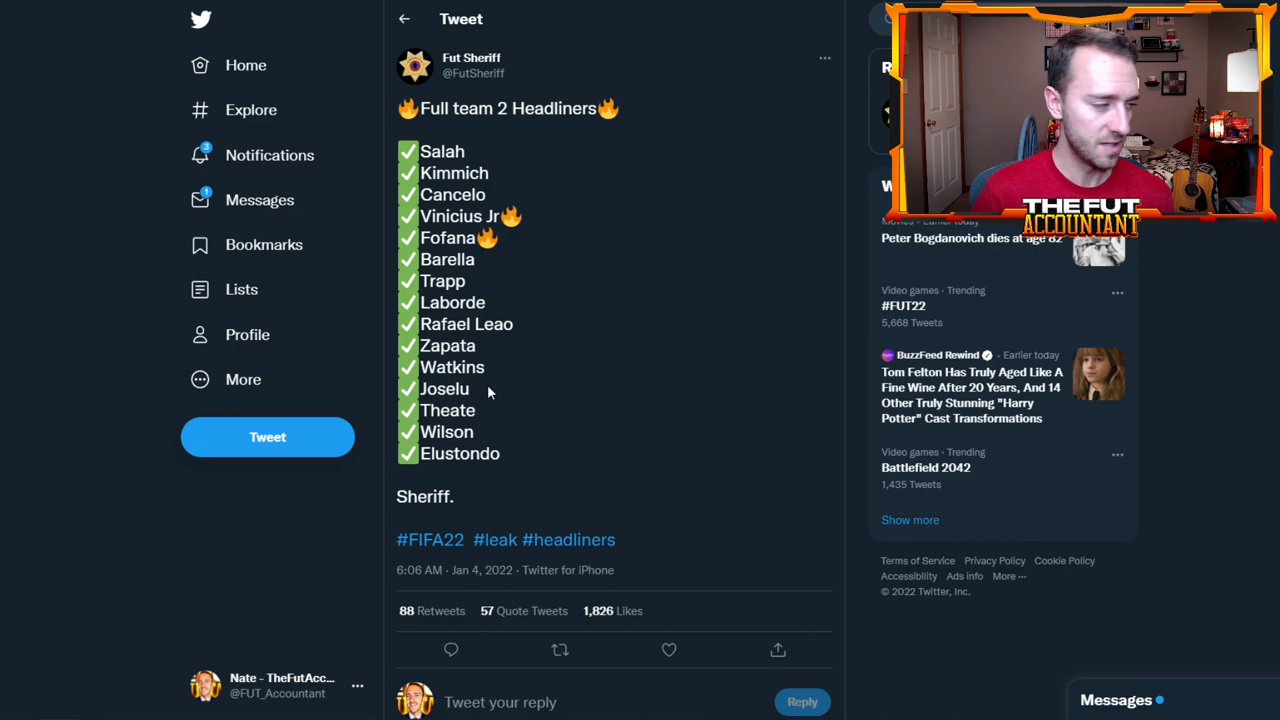 Home
Explore
3
Notifications
1
Messages
Bookmarks
Lists
Profile
More
Tweet
Nate - TheFutAcc...
@FUT_Accountant
Tweet
Fut Sheriff
@FutSheriff
🔥Full team 2 Headliners🔥
✅Salah
✅Kimmich
✅Cancelo
✅Vinicius Jr🔥
✅Fofana🔥
✅Barella
✅Trapp
✅Laborde
✅Rafael Leao
✅Zapata
✅Watkins
✅Joselu
✅Theate
✅Wilson
✅Elustondo
Sheriff.
#FIFA22 #leak #headliners
6:06 AM · Jan 4, 2022 · Twitter for iPhone
88 Retweets 57 Quote Tweets 1,826 Likes
Tweet your reply
Reply
THE FUT
ACCOUNTANT
Peter Bogdanovich dies at age 82
Video games · Trending
#FUT22
5,668 Tweets
BuzzFeed Rewind · Earlier today
Tom Felton Has Truly Aged Like A
Fine Wine After 20 Years, And 14
Other Truly Stunning "Harry
Potter" Cast Transformations
Video games · Trending
Battlefield 2042
1,435 Tweets
Show more
Terms of Service Privacy Policy Cookie Policy
Accessibility Ads info More ···
© 2022 Twitter, Inc.
Messages